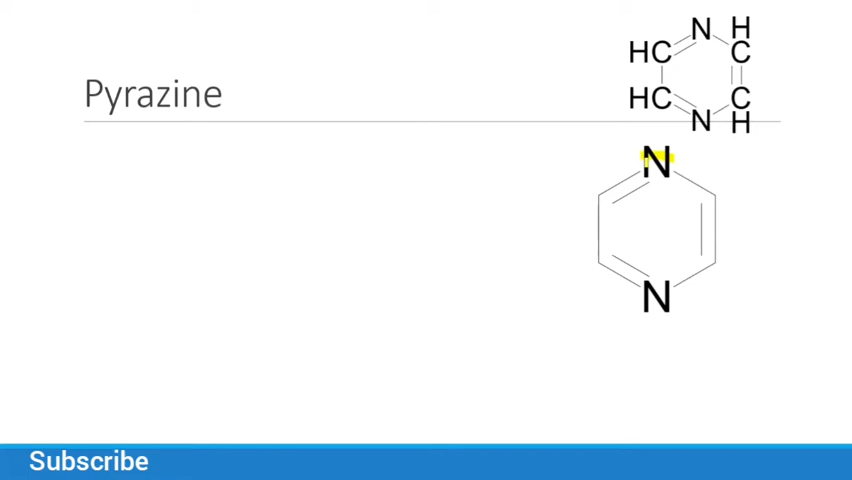 Pyrazine
N H
HC C
HC C
N H
N
N
Subscribe